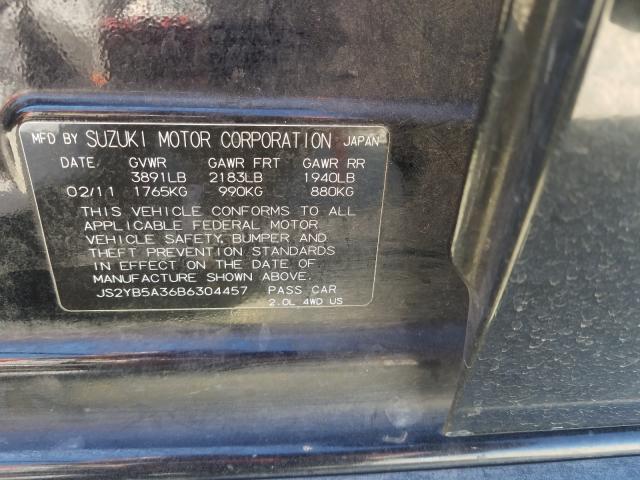 MFD BY SUZUKI MOTOR CORPORATION JAPAN
DATE GVWR GAWR FRT GAWR RR
3891LB 2183LB 1940LB
02/11 1765KG 990KG 880KG
THIS VEHICLE CONFORMS TO ALL
APPLICABLE FEDERAL MOTOR
VEHICLE SAFETY, BUMPER AND
THEFT PREVENTION STANDARDS
IN EFFECT ON THE DATE OF
MANUFACTURE SHOWN ABOVE.
JS2YB5A36B6304457 PASS CAR
2.0L 4WD US